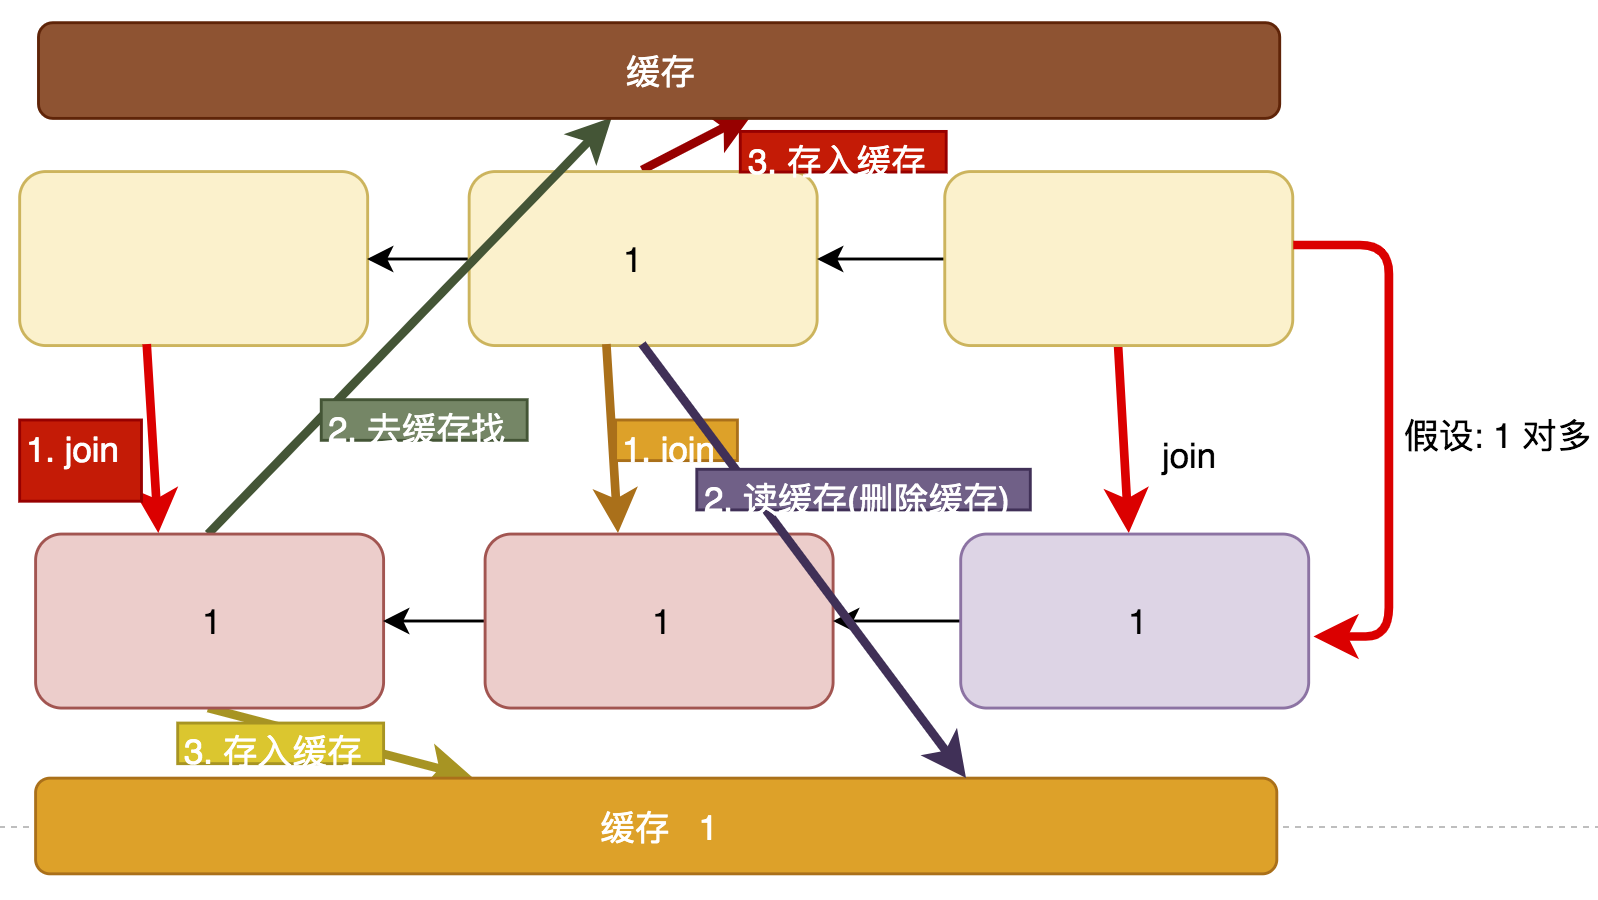 缓存
3. 存入缓存
1
2. 去缓存找
1. join
1. join
join
假设: 1 对多
2. 读缓存(删除缓存)
1
1
1
3. 存入缓存
缓存 1